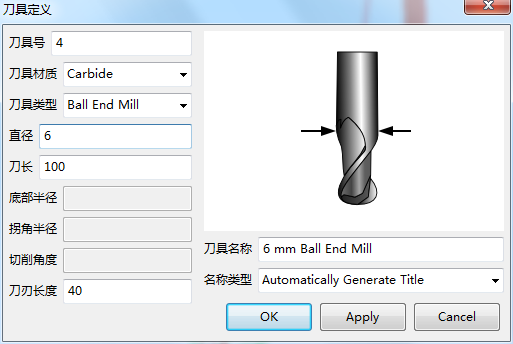 刀具定义
刀具号 4
刀具材质 Carbide
刀具类型 Ball End Mill
直径 6
刀长 100
底部半径
拐角半径
切削角度
刀刃长度 40
刀具名称 6 mm Ball End Mill
名称类型 Automatically Generate Title
OK Apply Cancel